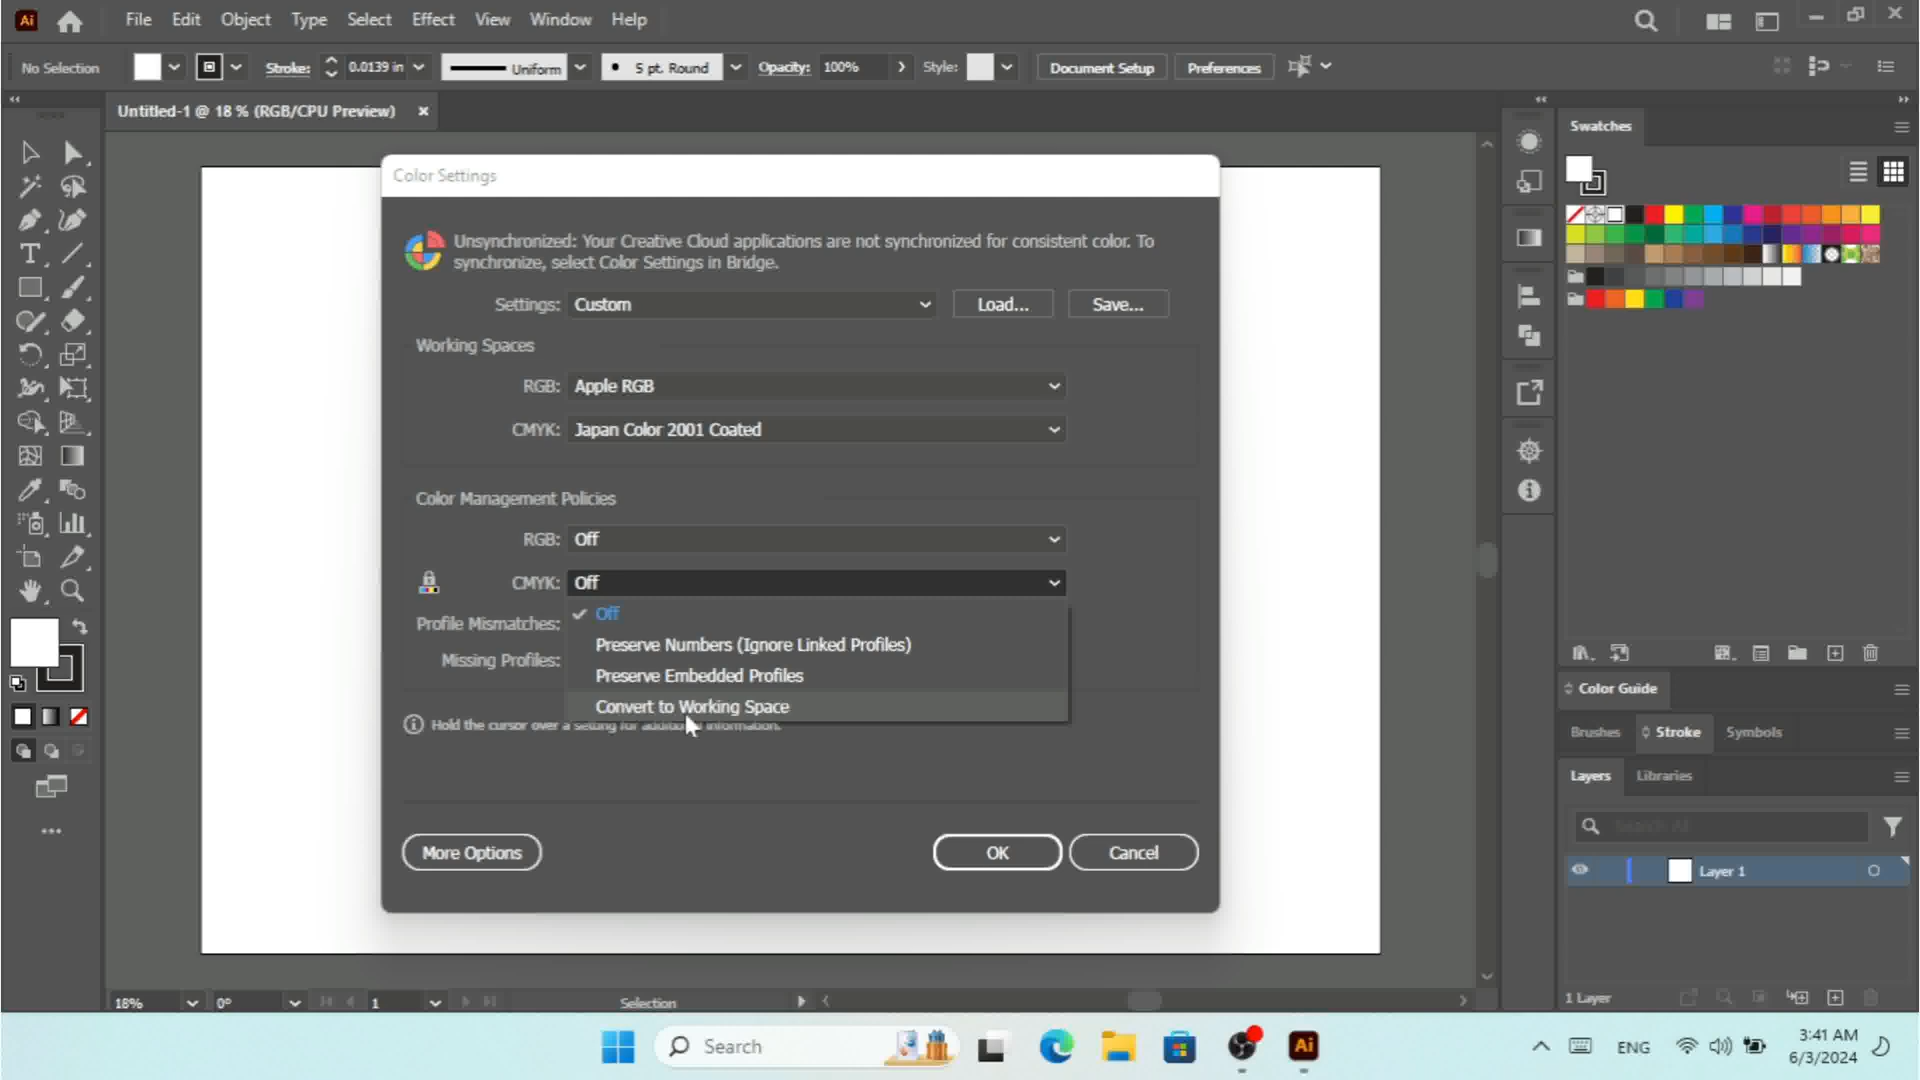 Ai File Edit Object Type Select Effect View Window Help
No Selection Stroke: 0.0139 in Uniform 5 pt. Round Opacity: 100% Style: Document Setup Preferences
Untitled-1 @ 18 % (RGB/CPU Preview)
Swatches
Color Settings
Unsynchronized: Your Creative Cloud applications are not synchronized for consistent color. To
synchronize, select Color Settings in Bridge.
Settings: Custom Load... Save...
Working Spaces
RGB: Apple RGB
CMYK: Japan Color 2001 Coated
Color Management Policies
RGB: Off
CMYK: Off
Off
Profile Mismatches:
Preserve Numbers (Ignore Linked Profiles)
Missing Profiles:
Preserve Embedded Profiles
Convert to Working Space
Hold the cursor over a setting for additional information.
More Options OK Cancel
Color Guide
Brushes Stroke Symbols
Layers Libraries
Search All
Layer 1
1 Layer
18% 0° 1 Selection
Search
Ai
ENG
3:41 AM
6/3/2024